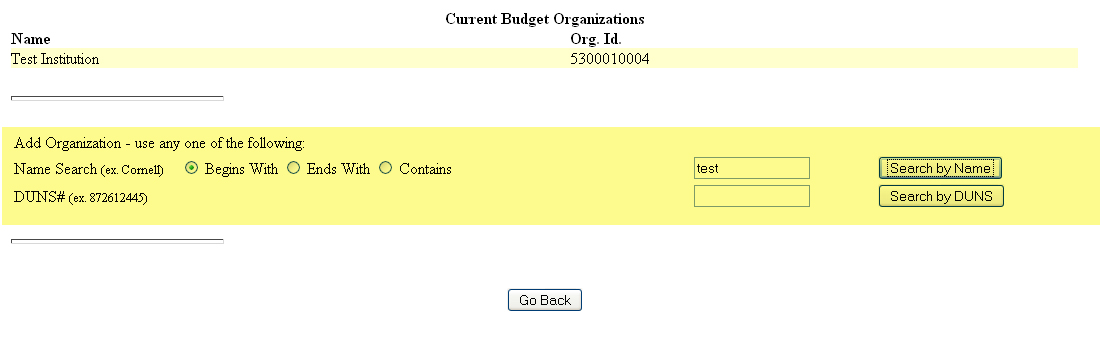 Current Budget Organizations
Name Org. Id.
Test Institution 5300010004
Add Organization - use any one of the following:
Name Search (ex. Cornell) Begins With Ends With Contains test Search by Name
DUNS# (ex. 872612445) Search by DUNS
Go Back